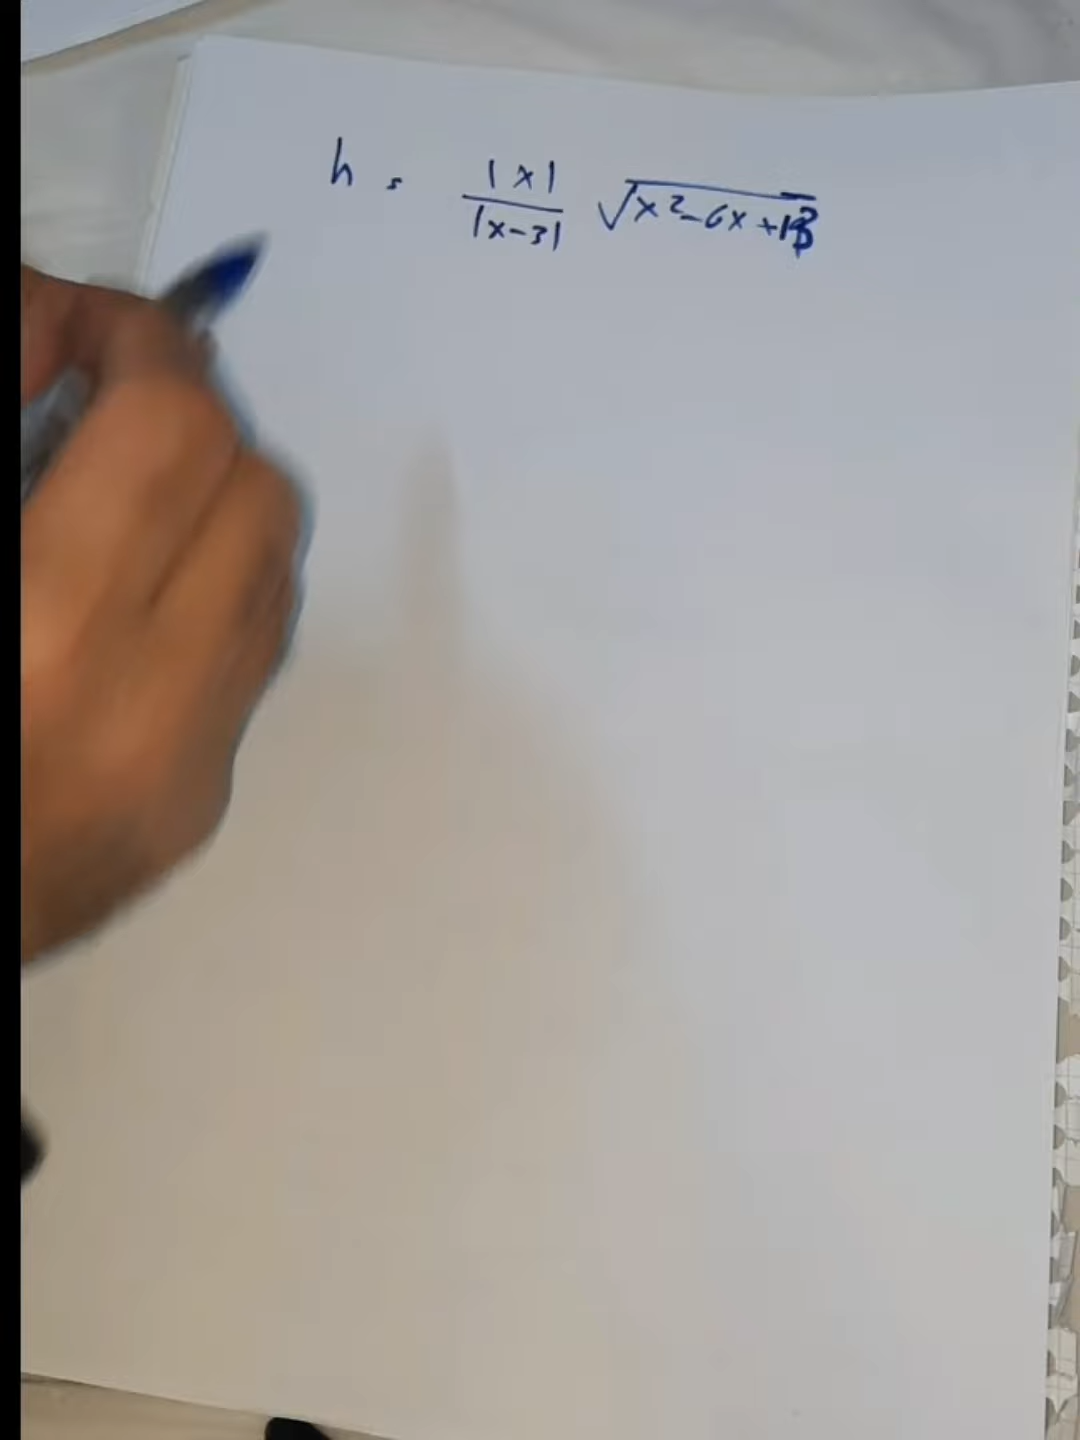 h = |x| / |x-3| √(x²-6x+13)